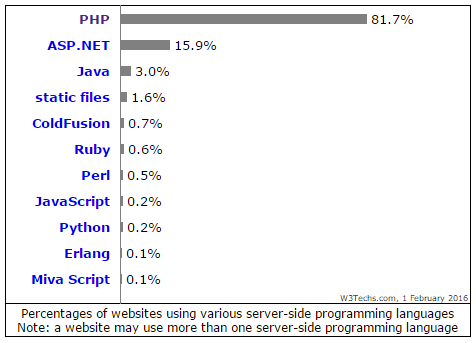 PHP 81.7%
ASP.NET 15.9%
Java 3.0%
static files 1.6%
ColdFusion 0.7%
Ruby 0.6%
Perl 0.5%
JavaScript 0.2%
Python 0.2%
Erlang 0.1%
Miva Script 0.1%
W3Techs.com, 1 February 2016
Percentages of websites using various server-side programming languages
Note: a website may use more than one server-side programming language